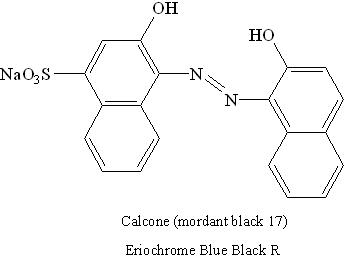 OH
HO
NaO₃S
N
N
Calcone (mordant black 17)
Eriochrome Blue Black R